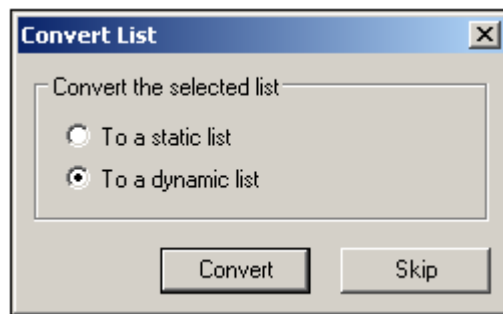 Convert List
Convert the selected list
To a static list
To a dynamic list
Convert
Skip